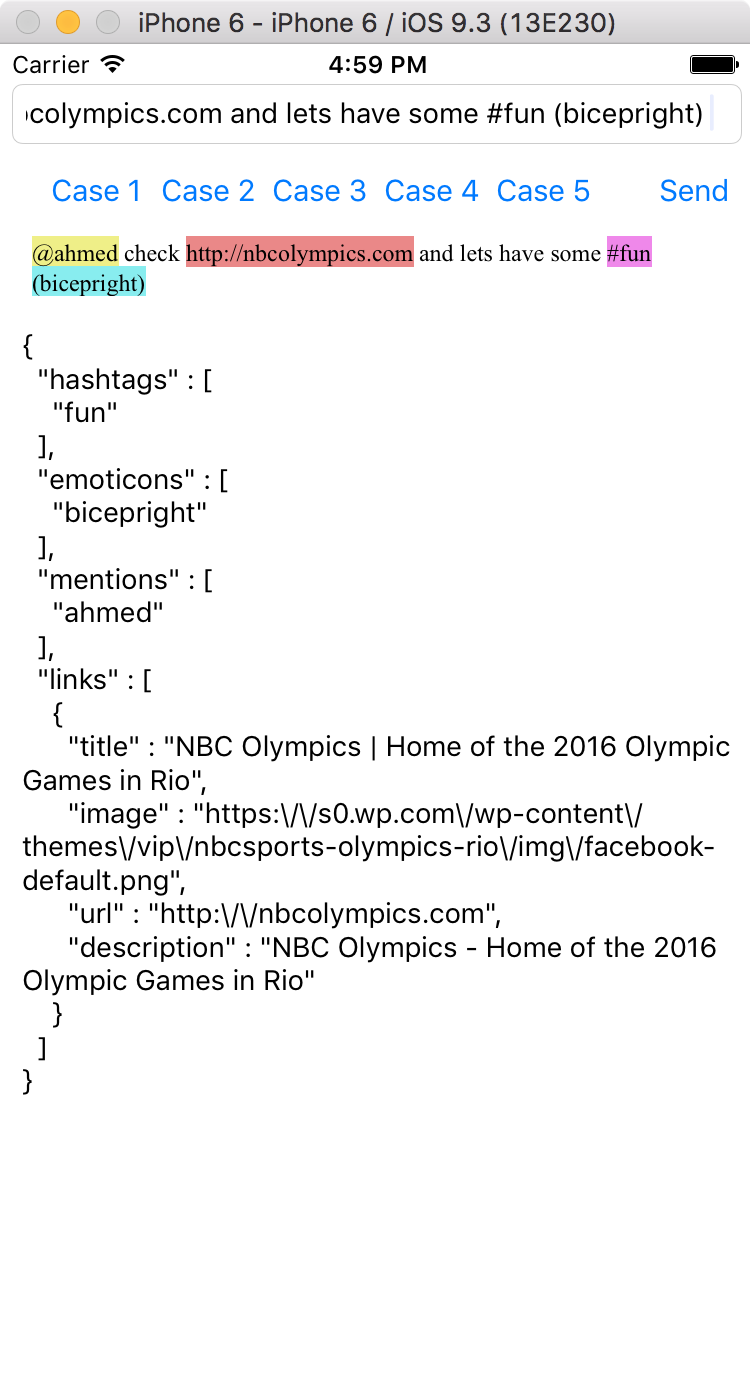 iPhone 6 - iPhone 6 / iOS 9.3 (13E230)
Carrier 4:59 PM
colympics.com and lets have some #fun (bicepright)
Case 1 Case 2 Case 3 Case 4 Case 5 Send
@ahmed check http://nbcolympics.com and lets have some #fun
(bicepright)
{
"hashtags" : [
"fun"
],
"emoticons" : [
"bicepright"
],
"mentions" : [
"ahmed"
],
"links" : [
{
"title" : "NBC Olympics | Home of the 2016 Olympic
Games in Rio",
"image" : "https:\/\/s0.wp.com\/wp-content\/
themes\/vip\/nbcsports-olympics-rio\/img\/facebook-
default.png",
"url" : "http:\/\/nbcolympics.com",
"description" : "NBC Olympics - Home of the 2016
Olympic Games in Rio"
}
]
}